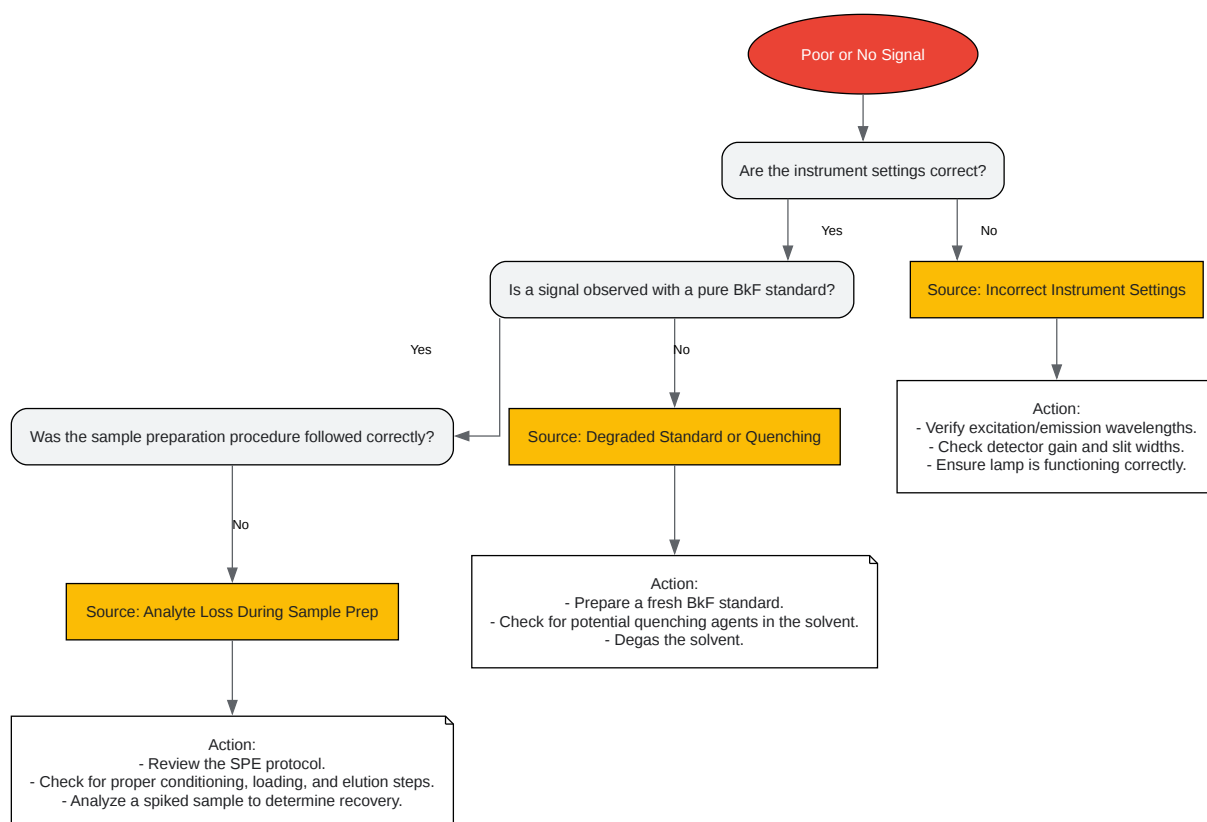 Poor or No Signal
Are the instrument settings correct?
Yes
No
Is a signal observed with a pure BkF standard?
Source: Incorrect Instrument Settings
Yes
No
Action:
- Verify excitation/emission wavelengths.
- Check detector gain and slit widths.
- Ensure lamp is functioning correctly.
Was the sample preparation procedure followed correctly?
Source: Degraded Standard or Quenching
No
Action:
- Prepare a fresh BkF standard.
- Check for potential quenching agents in the solvent.
- Degas the solvent.
Source: Analyte Loss During Sample Prep
Action:
- Review the SPE protocol.
- Check for proper conditioning, loading, and elution steps.
- Analyze a spiked sample to determine recovery.